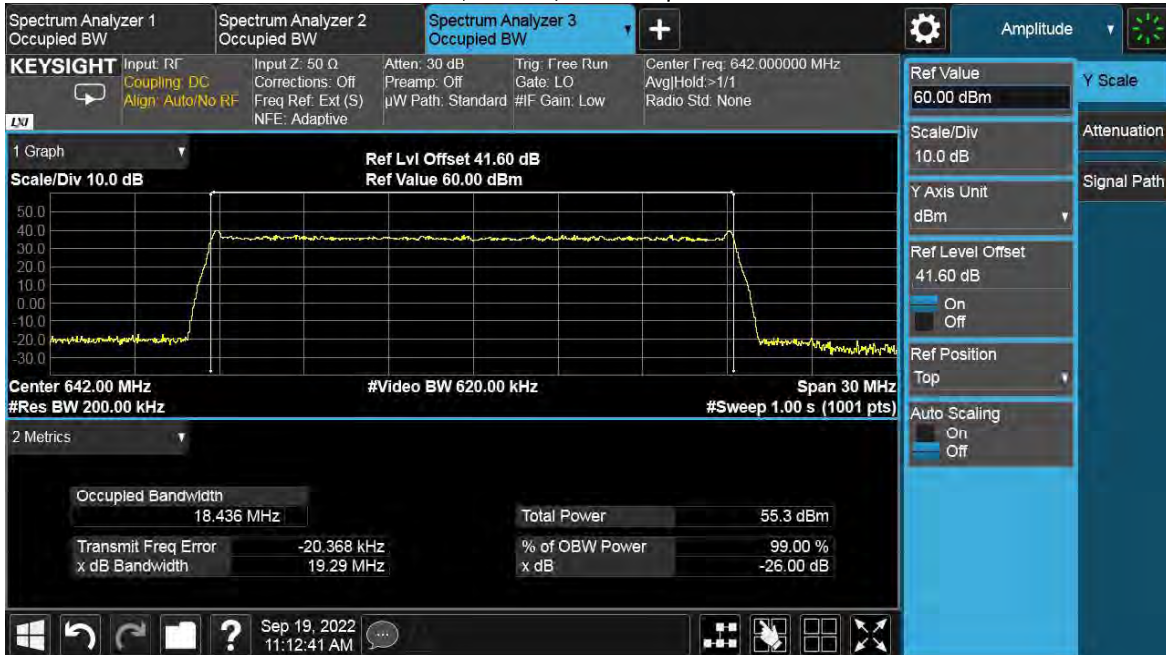 Spectrum Analyzer 1
Occupied BW
Spectrum Analyzer 2
Occupied BW
Spectrum Analyzer 3
Occupied BW
Amplitude
KEYSIGHT
Input: RF
Coupling: DC
Align: Auto/No RF
Input Z: 50 Ω
Corrections: Off
Freq Ref: Ext (S)
NFE: Adaptive
Atten: 30 dB
Preamp: Off
µW Path: Standard
Trig: Free Run
Gate: LO
#IF Gain: Low
Center Freq: 642.000000 MHz
Avg|Hold:>1/1
Radio Std: None
LXI
1 Graph
Scale/Div 10.0 dB
Ref Lvl Offset 41.60 dB
Ref Value 60.00 dBm
50.0
40.0
30.0
20.0
10.0
0.00
-10.0
-20.0
-30.0
Center 642.00 MHz
#Video BW 620.00 kHz
Span 30 MHz
#Res BW 200.00 kHz
#Sweep 1.00 s (1001 pts)
2 Metrics
Occupied Bandwidth
18.436 MHz
Total Power 55.3 dBm
Transmit Freq Error -20.368 kHz
% of OBW Power 99.00 %
x dB Bandwidth 19.29 MHz
x dB -26.00 dB
Ref Value
60.00 dBm
Scale/Div
10.0 dB
Y Axis Unit
dBm
Ref Level Offset
41.60 dB
On
Off
Ref Position
Top
Auto Scaling
On
Off
Y Scale
Attenuation
Signal Path
?
Sep 19, 2022
11:12:41 AM